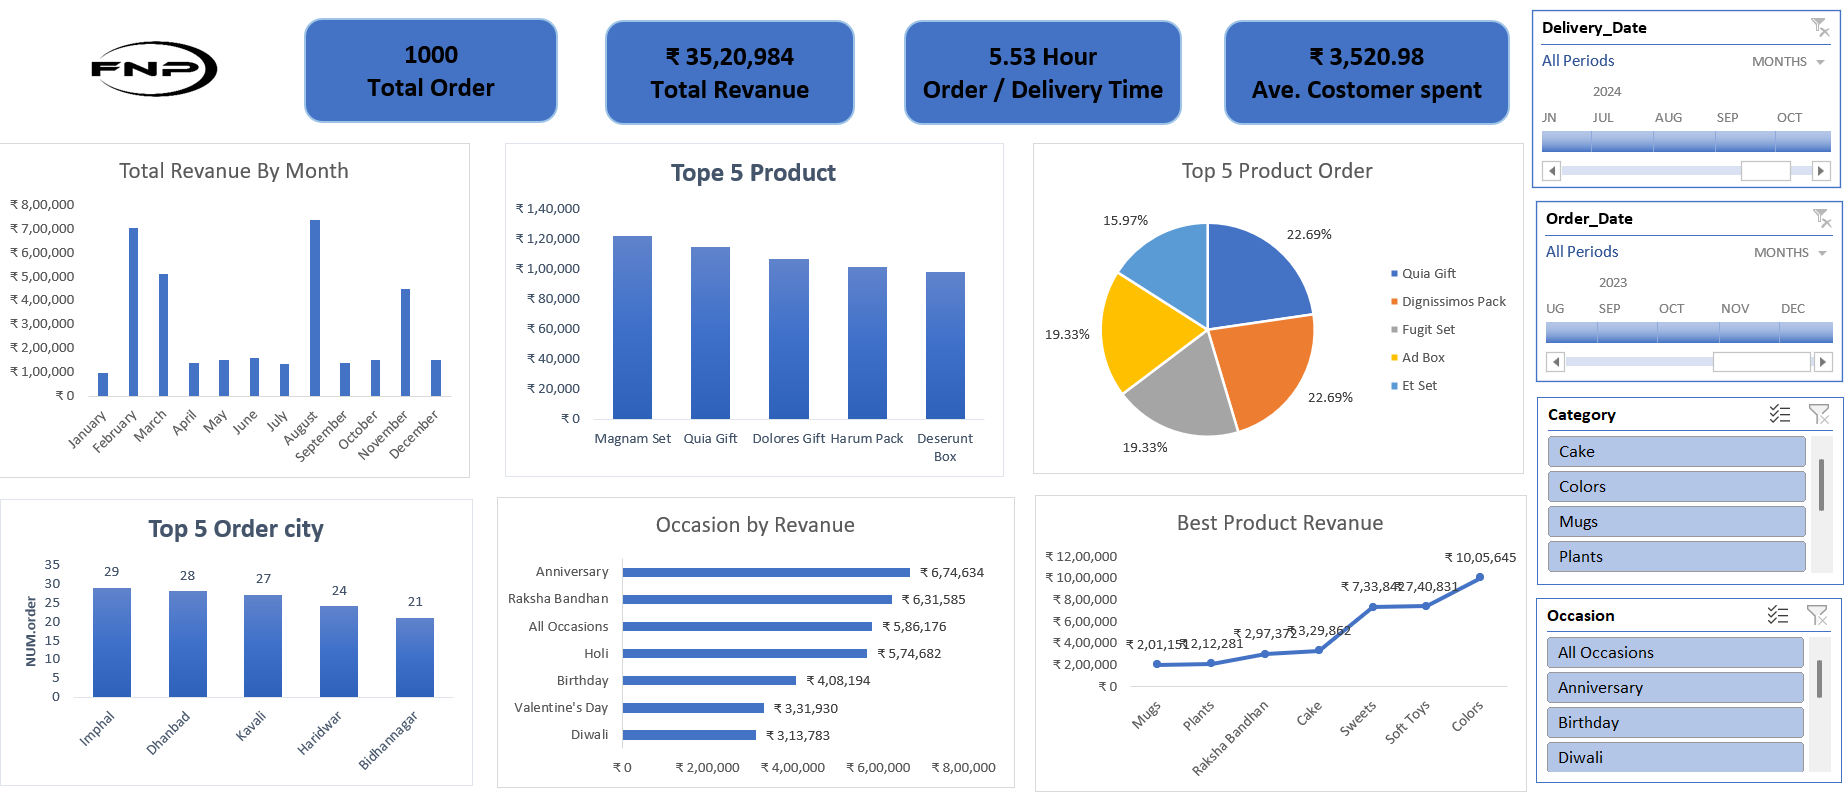 FNP
1000
Total Order
₹ 35,20,984
Total Revanue
5.53 Hour
Order / Delivery Time
₹ 3,520.98
Ave. Costomer spent
Delivery_Date
All Periods
MONTHS
2024
JN JUL AUG SEP OCT
Total Revanue By Month
₹ 8,00,000
₹ 7,00,000
₹ 6,00,000
₹ 5,00,000
₹ 4,00,000
₹ 3,00,000
₹ 2,00,000
₹ 1,00,000
₹ 0
January
February
March
April
May
June
July
August
September
October
November
December
Tope 5 Product
₹ 1,40,000
₹ 1,20,000
₹ 1,00,000
₹ 80,000
₹ 60,000
₹ 40,000
₹ 20,000
₹ 0
Magnam Set
Quia Gift
Dolores Gift
Harum Pack
Deserunt
Box
Top 5 Product Order
15.97%
22.69%
19.33%
22.69%
19.33%
Quia Gift
Dignissimos Pack
Fugit Set
Ad Box
Et Set
Order_Date
All Periods
MONTHS
2023
UG SEP OCT NOV DEC
Category
Cake
Colors
Mugs
Plants
Top 5 Order city
NUM.order
35
30
25
20
15
10
5
0
29
28
27
24
21
Imphal
Dhanbad
Kavali
Haridwar
Bidhannagar
Occasion by Revanue
Anniversary ₹ 6,74,634
Raksha Bandhan ₹ 6,31,585
All Occasions ₹ 5,86,176
Holi ₹ 5,74,682
Birthday ₹ 4,08,194
Valentine's Day ₹ 3,31,930
Diwali ₹ 3,13,783
₹ 0 ₹ 2,00,000 ₹ 4,00,000 ₹ 6,00,000 ₹ 8,00,000
Best Product Revanue
₹ 12,00,000
₹ 10,00,000
₹ 8,00,000
₹ 6,00,000
₹ 4,00,000
₹ 2,00,000
₹ 0
₹ 2,01,151
₹ 2,12,281
₹ 2,97,372
₹ 3,29,862
₹ 7,33,842
₹ 7,40,831
₹ 10,05,645
Mugs
Plants
Raksha Bandhan
Cake
Sweets
Soft Toys
Colors
Occasion
All Occasions
Anniversary
Birthday
Diwali